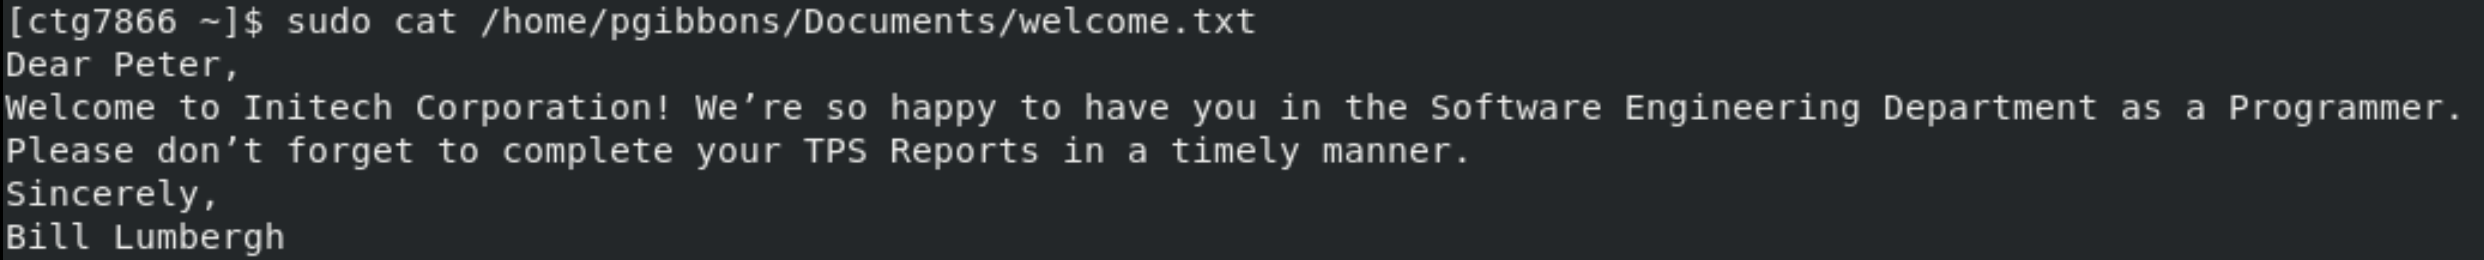 [ctg7866 ~]$ sudo cat /home/pgibbons/Documents/welcome.txt
Dear Peter,
Welcome to Initech Corporation! We’re so happy to have you in the Software Engineering Department as a Programmer.
Please don’t forget to complete your TPS Reports in a timely manner.
Sincerely,
Bill Lumbergh